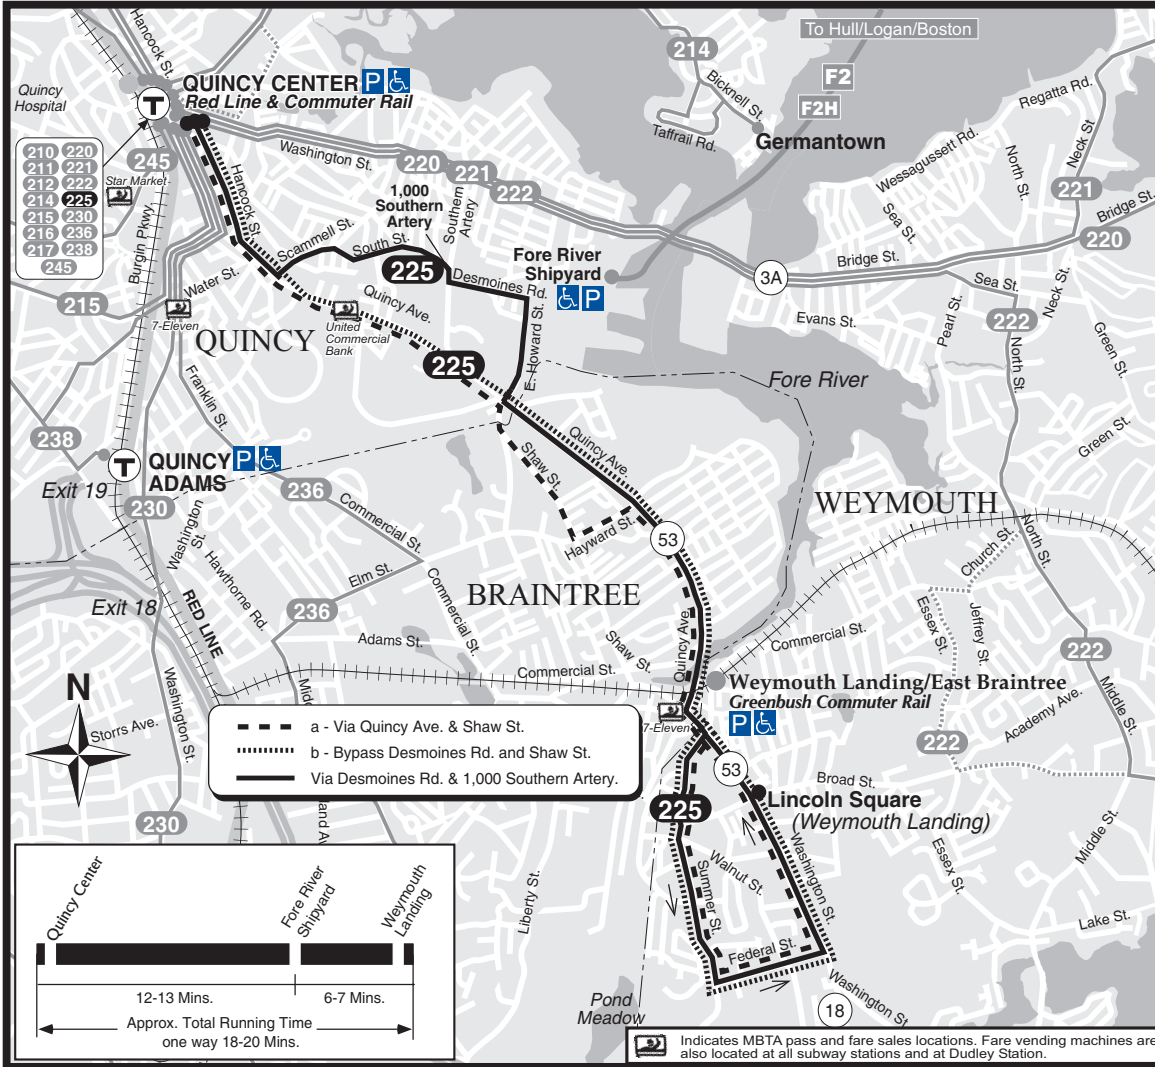 To Hull/Logan/Boston
Hancock St.
214
F2
Bicknell St.
F2H
Regatta Rd.
Quincy
Hospital
QUINCY CENTER P
Red Line & Commuter Rail
T
Taffrail Rd.
Germantown
Neck St
Wessagussett Rd.
North St.
210 220
211 221
212 222
214 225
215 230
216 236
217 238
245
245
Star Market
Washington St.
220
221
222
1,000
Southern
Artery
Southern
Artery
221
Bridge St.
220
Sea St.
Hancock St.
Scammell St.
South St.
225
Desmoines Rd.
Fore River
Shipyard
P
3A
Bridge St.
Sea St.
Neck St.
Burgin Pkwy.
Water St.
215
7-Eleven
Quincy Ave.
United
Commercial
Bank
QUINCY
225
E. Howard St.
Evans St.
Pearl St.
222
North St.
Green St.
Fore River
Franklin St.
238
T
QUINCY P
ADAMS
Exit 19
230
Washington
St.
236
Commercial St.
Quincy Ave.
Shaw St.
Hayward St.
53
Green St.
WEYMOUTH
North St.
Church St.
Hawthorne Rd.
Elm St.
Commercial St.
BRAINTREE
Exit 18
RED LINE
236
Adams St.
Shaw St.
Quincy Ave.
Commercial St.
Essex St.
Jeffrey St.
222
Commercial St.
Washington St.
N
Storrs Ave.
Weymouth Landing/East Braintree
Greenbush Commuter Rail
P
7-Eleven
Middle St.
Academy Ave.
222
a - Via Quincy Ave. & Shaw St.
b - Bypass Desmoines Rd. and Shaw St.
Via Desmoines Rd. & 1,000 Southern Artery.
53
Broad St.
225
Lincoln Square
(Weymouth Landing)
230
Middle St.
Essex St.
Walnut St.
Summer St.
Washington St.
Liberty St.
Lake St.
Federal St.
Washington St.
18
Pond
Meadow
Quincy Center
Fore River
Shipyard
Weymouth
Landing
12-13 Mins.
6-7 Mins.
Approx. Total Running Time
one way 18-20 Mins.
Indicates MBTA pass and fare sales locations. Fare vending machines are
also located at all subway stations and at Dudley Station.